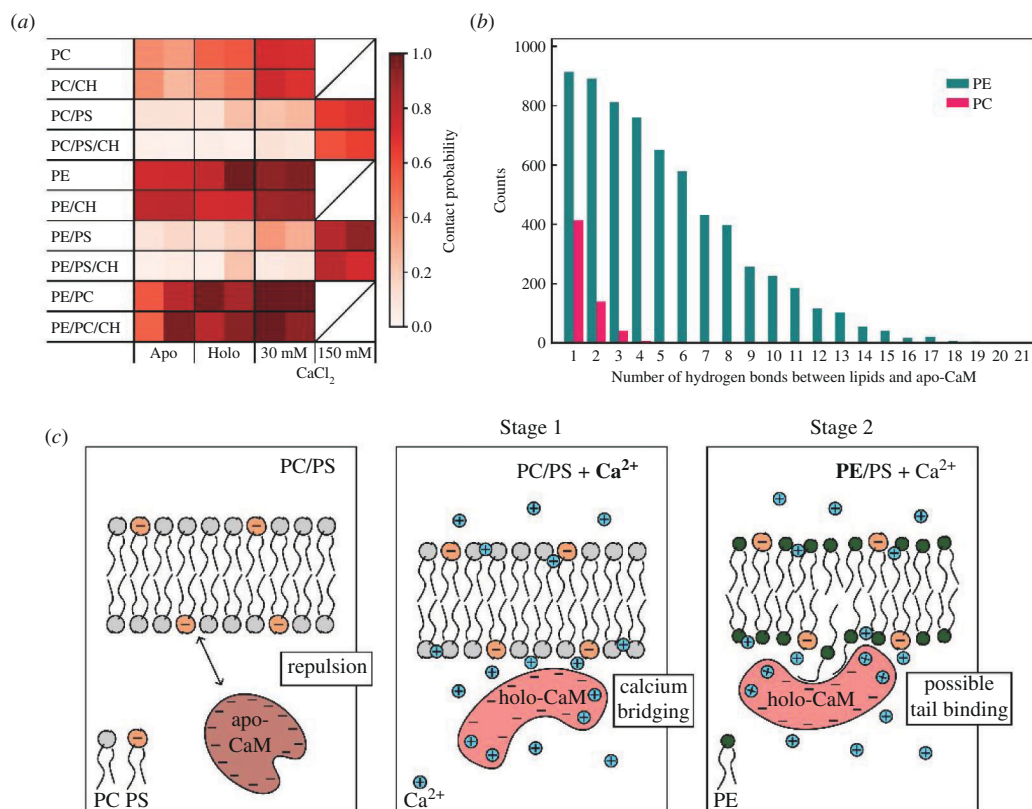 (a)
PC
PC/CH
PC/PS
PC/PS/CH
PE
PE/CH
PE/PS
PE/PS/CH
PE/PC
PE/PC/CH
Apo Holo 30 mM 150 mM
CaCl2
1.0
0.8
0.6
0.4
0.2
0.0
Contact probability
(b)
1000
800
600
400
200
0
Counts
PE
PC
1 2 3 4 5 6 7 8 9 10 11 12 13 14 15 16 17 18 19 20 21
Number of hydrogen bonds between lipids and apo-CaM
(c)
PC/PS
− −
− −
repulsion
apo-
CaM
PC PS
Stage 1
PC/PS + Ca2+
holo-CaM
calcium
bridging
Ca2+
Stage 2
PE/PS + Ca2+
holo-CaM
possible
tail binding
PE